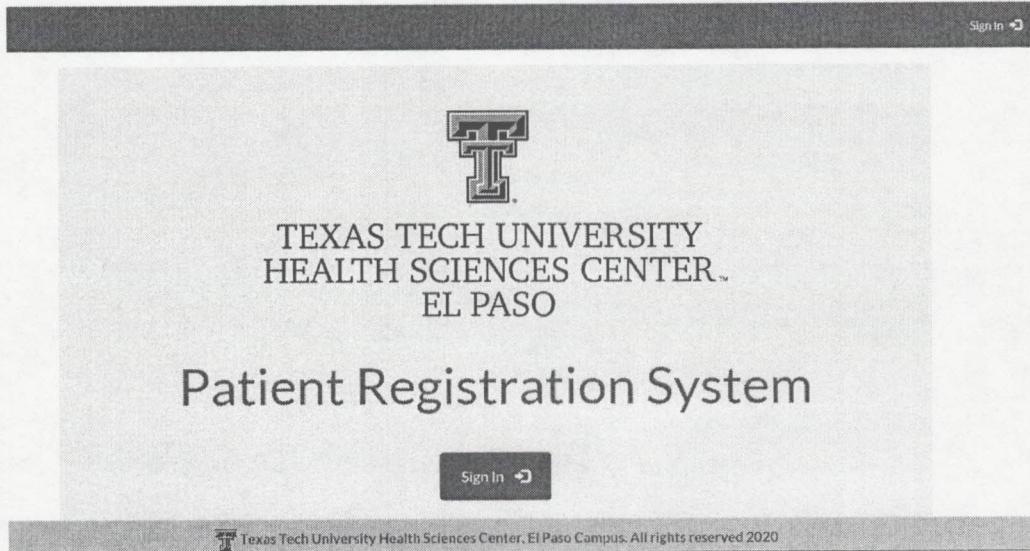 Sign In
TEXAS TECH UNIVERSITY
HEALTH SCIENCES CENTER™
EL PASO
Patient Registration System
Sign In
Texas Tech University Health Sciences Center, El Paso Campus. All rights reserved 2020